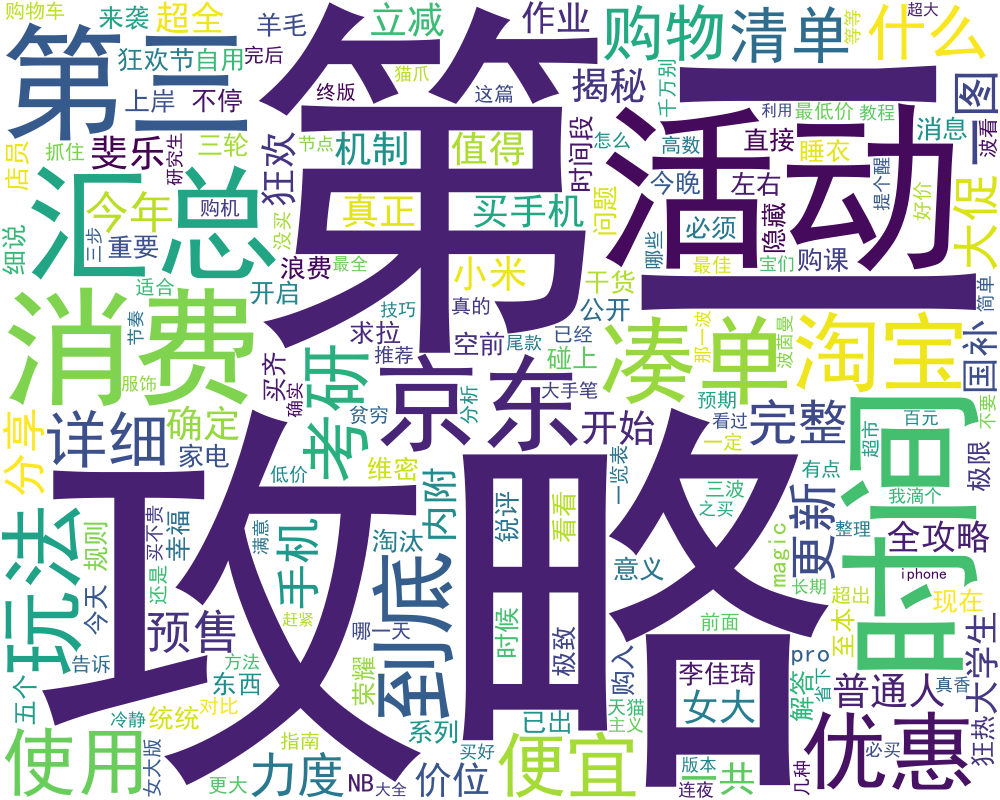 购物车
来袭
超全
羊毛
立减
作业
购物
清单
什么
等等
超大
第三
狂欢节
自用
完后
猫爪
终版
这篇
第二
揭秘
千万别
图一
上岸
不停
店员
抓住
斐乐
研究生
三轮
狂欢
节点
机制
值得
时间段
怎么
高数
直接
利用
最低价
教程
消息
波看
睡衣
活动
汇总
今年
购机
没买
真正
买手机
问题
今晚
左右
必须
隐藏
提个醒
好价
大促
细说
三步
重要
浪费
最全
小米
哪些
最佳
宝们
购课
适合
开启
技巧
真的
干货
公开
简单
消费
节奏
求拉
推荐
空前
尾款
已经
碰上
那一波
波茵曼
国补
服饰
买齐
确实
考研
贫穷
京东
分析
大手笔
凑单
预期
淘宝
不要
分享
详细
确定
家电
低价
维密
开始
看过
一定
完整
超市
百元
极限
时间
攻略
内附
锐评
看看
一览表
三波
之买
有点
我滴个
更新
整理
全攻略
玩法
规则
还是
买不贵
幸福
满意
手机
淘汰
到底
意义
magic
长期
iphone
今天
预售
赶紧
哪一天
时候
极致
前面
超出
至本
现在
大学生
告诉
方法
东西
荣耀
购入
李佳琦
pro
解答
省下
普通人
真香
五个
冷静
统统
对比
系列
已出
天猫
主义
女大
狂热
使用
女大版
指南
力度
更大
NB
大全
价位
买好
便宜
一共
版本
连夜
几种
优惠
必买